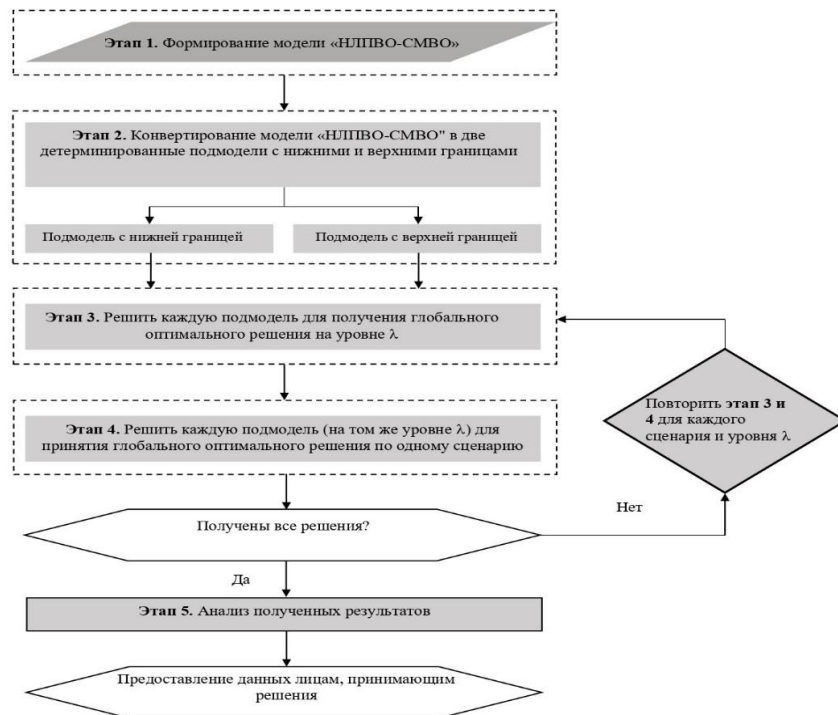 Этап 1. Формирование модели «НЛПВО-СМВО»
Этап 2. Конвертирование модели «НЛПВО-СМВО" в две
детерминированные подмодели с нижними и верхними границами
Подмодель с нижней границей
Подмодель с верхней границей
Этап 3. Решить каждую подмодель для получения глобального
оптимального решения на уровне λ
Этап 4. Решить каждую подмодель (на том же уровне λ) для
принятия глобального оптимального решения по одному сценарию
Повторить этап 3 и
4 для каждого
сценария и уровня λ
Получены все решения?
Нет
Да
Этап 5. Анализ полученных результатов
Предоставление данных лицам, принимающим
решения